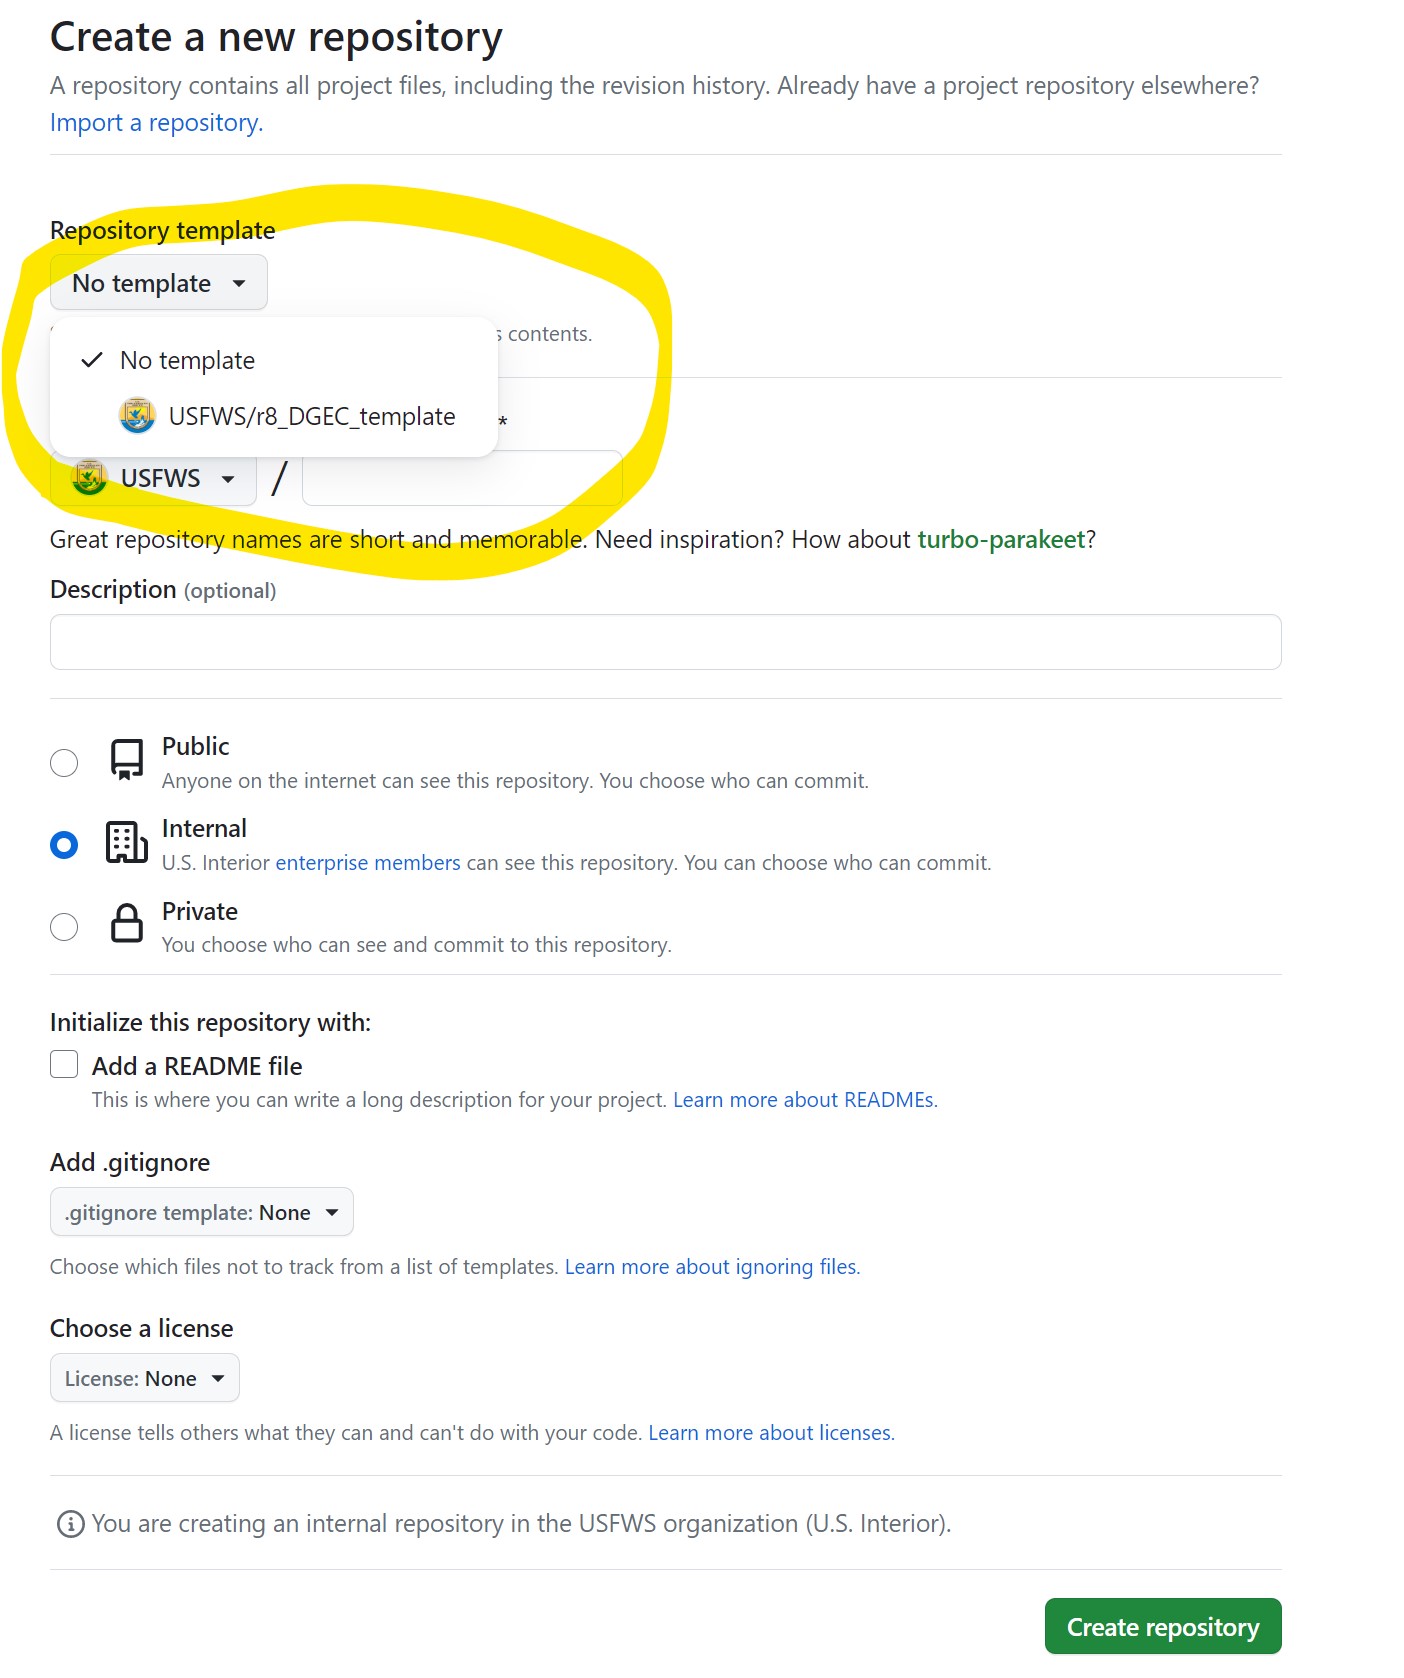 Create a new repository
A repository contains all project files, including the revision history. Already have a project repository elsewhere?
Import a repository.
Repository template
No template
contents.
No template
USFWS/r8_DGEC_template
*
USFWS /
Great repository names are short and memorable. Need inspiration? How about turbo-parakeet?
Description (optional)
Public
Anyone on the internet can see this repository. You choose who can commit.
Internal
U.S. Interior enterprise members can see this repository. You can choose who can commit.
Private
You choose who can see and commit to this repository.
Initialize this repository with:
Add a README file
This is where you can write a long description for your project. Learn more about READMEs.
Add .gitignore
.gitignore template: None
Choose which files not to track from a list of templates. Learn more about ignoring files.
Choose a license
License: None
A license tells others what they can and can't do with your code. Learn more about licenses.
You are creating an internal repository in the USFWS organization (U.S. Interior).
Create repository